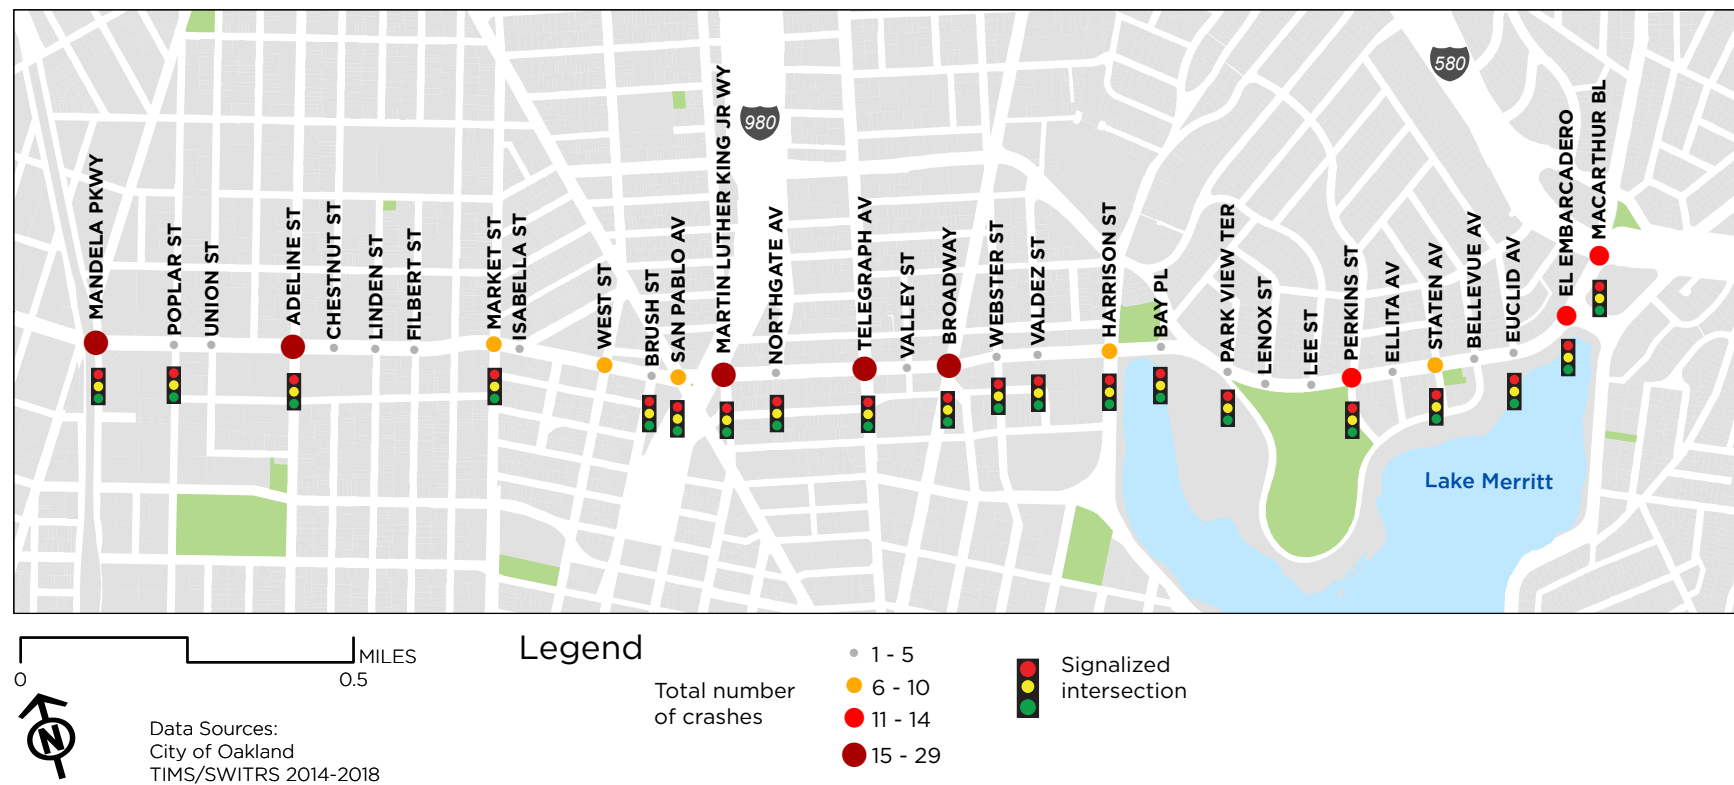 MANDELA PKWY
POPLAR ST
UNION ST
ADELINE ST
CHESTNUT ST
LINDEN ST
FILBERT ST
MARKET ST
ISABELLA ST
WEST ST
BRUSH ST
SAN PABLO AV
MARTIN LUTHER KING JR WY
980
NORTHGATE AV
TELEGRAPH AV
VALLEY ST
BROADWAY
WEBSTER ST
VALDEZ ST
HARRISON ST
BAY PL
PARK VIEW TER
LENOX ST
LEE ST
PERKINS ST
ELLITA AV
STATEN AV
580
BELLEVUE AV
EUCLID AV
EL EMBARCADERO
MACARTHUR BL
Lake Merritt
0
0.5
MILES
N
Data Sources:
City of Oakland
TIMS/SWITRS 2014-2018
Legend
Total number
of crashes
1 - 5
6 - 10
11 - 14
15 - 29
Signalized
intersection